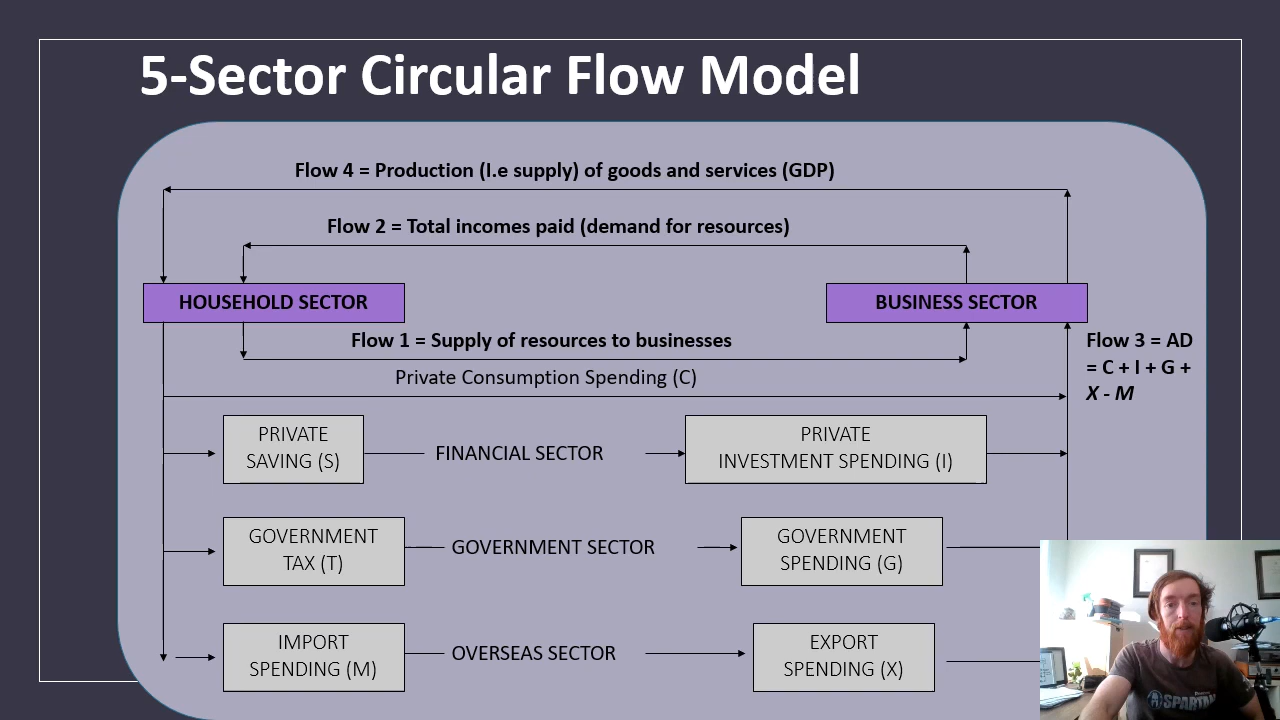 5-Sector Circular Flow Model
Flow 4 = Production (I.e supply) of goods and services (GDP)
Flow 2 = Total incomes paid (demand for resources)
HOUSEHOLD SECTOR
BUSINESS SECTOR
Flow 1 = Supply of resources to businesses
Flow 3 = AD
= C + I + G +
X - M
Private Consumption Spending (C)
PRIVATE
SAVING (S)
FINANCIAL SECTOR
PRIVATE
INVESTMENT SPENDING (I)
GOVERNMENT
TAX (T)
GOVERNMENT SECTOR
GOVERNMENT
SPENDING (G)
IMPORT
SPENDING (M)
OVERSEAS SECTOR
EXPORT
SPENDING (X)
SPARTAN